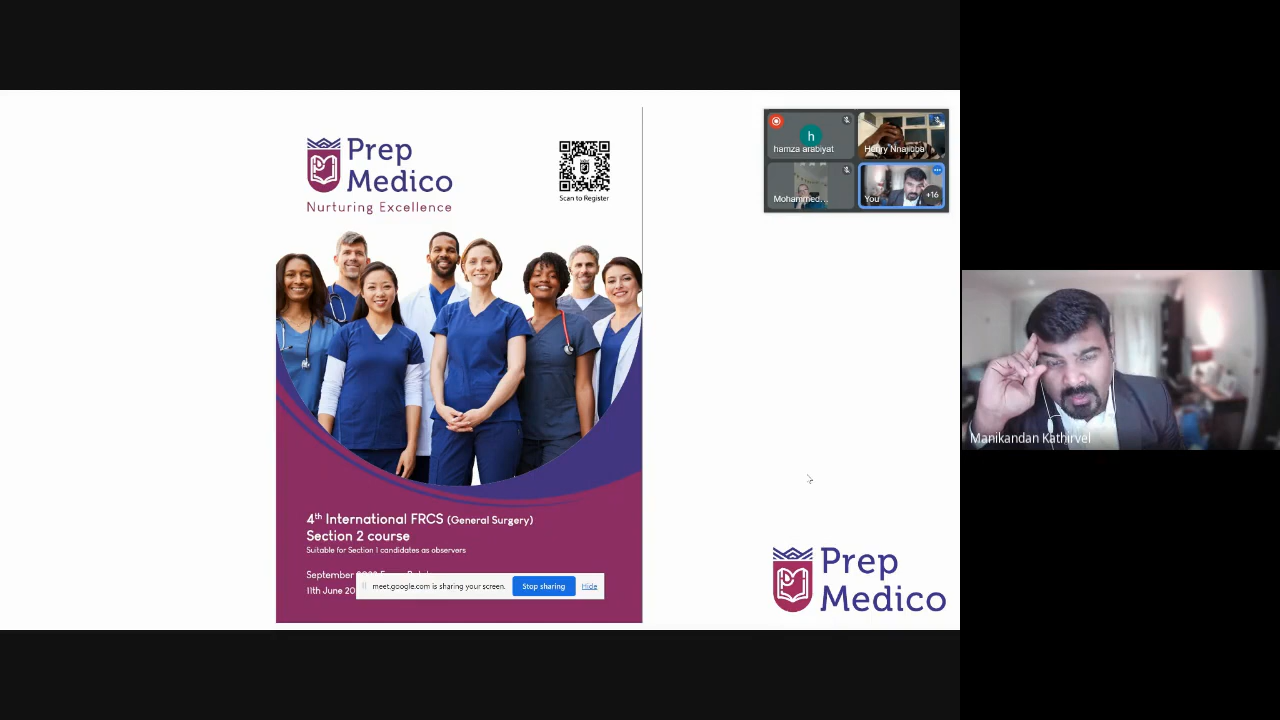 Prep
Medico
Nurturing Excellence
Scan to Register
h
hamza arabiyat
Henry Nnajiuba
Mohammed...
You
+16
4th International FRCS (General Surgery)
Section 2 course
Suitable for Section 1 candidates as observers
September
11th June 20
meet.google.com is sharing your screen.
Stop sharing
Hide
Prep
Medico
Manikandan Kathirvel